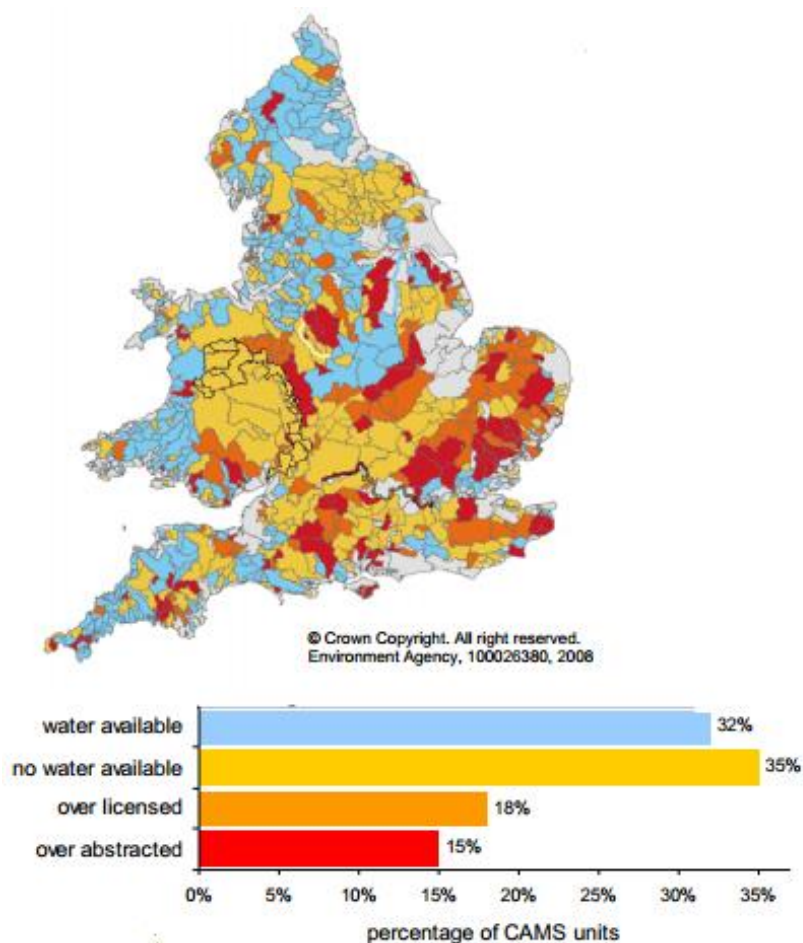 © Crown Copyright. All right reserved.
Environment Agency, 100026380, 2008
water available 32%
no water available 35%
over licensed 18%
over abstracted 15%
0% 5% 10% 15% 20% 25% 30% 35%
percentage of CAMS units